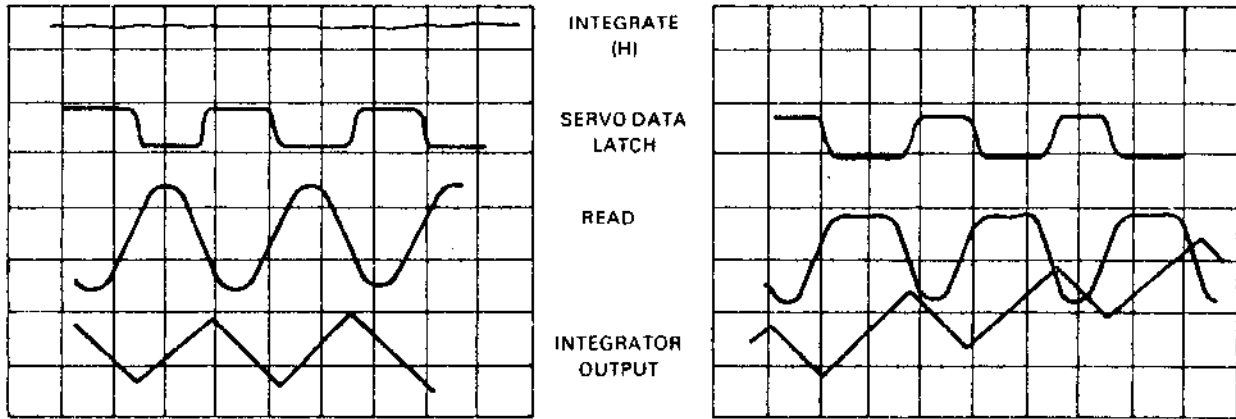 INTEGRATE
(H)
SERVO DATA
LATCH
READ
INTEGRATOR
OUTPUT